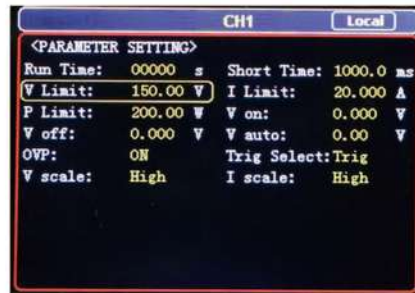 CH1 Local
<PARAMETER SETTING>
Run Time: 00000 s Short Time: 1000.0 ms
V Limit: 150.00 V I Limit: 20.000 A
P Limit: 200.00 W V on: 0.000 V
V off: 0.000 V V auto: 0.00 V
OVP: ON Trig Select: Trig
V scale: High I scale: High